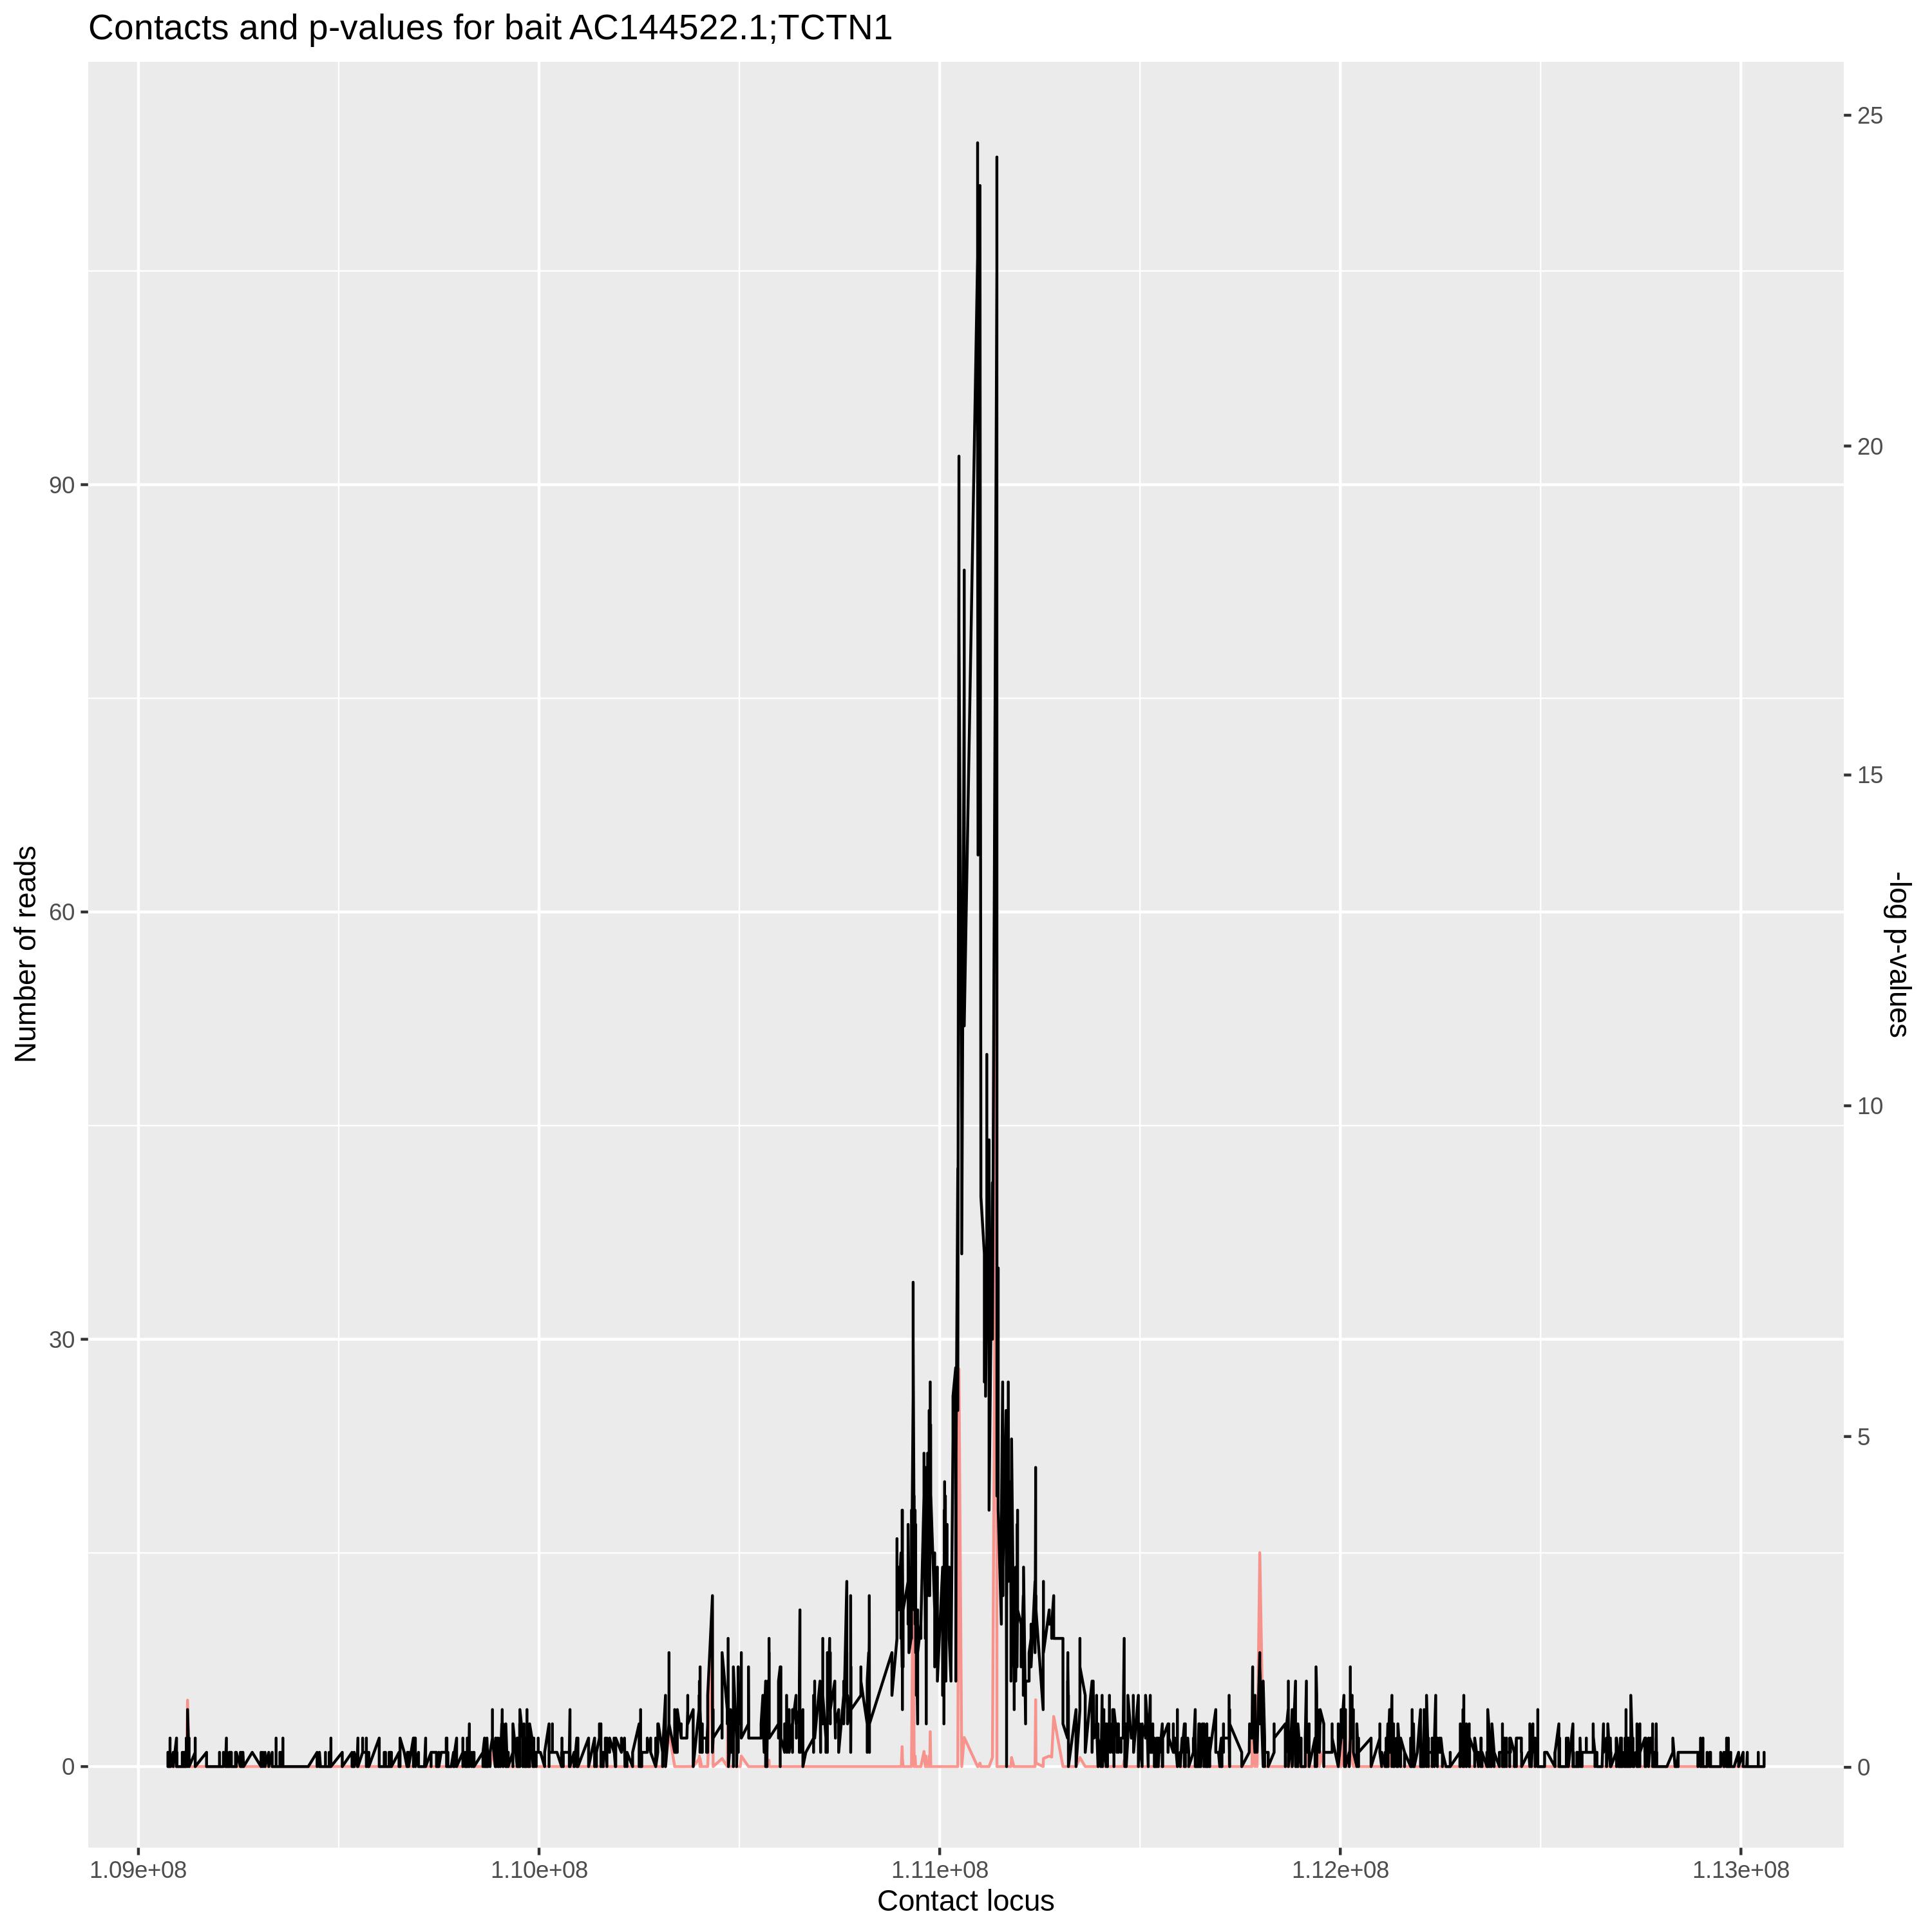 Contacts and p-values for bait AC144522.1;TCTN1
Number of reads
90
60
30
0
25
20
15
10
5
0
-log p-values
1.09e+08 1.10e+08 1.11e+08 1.12e+08 1.13e+08
Contact locus